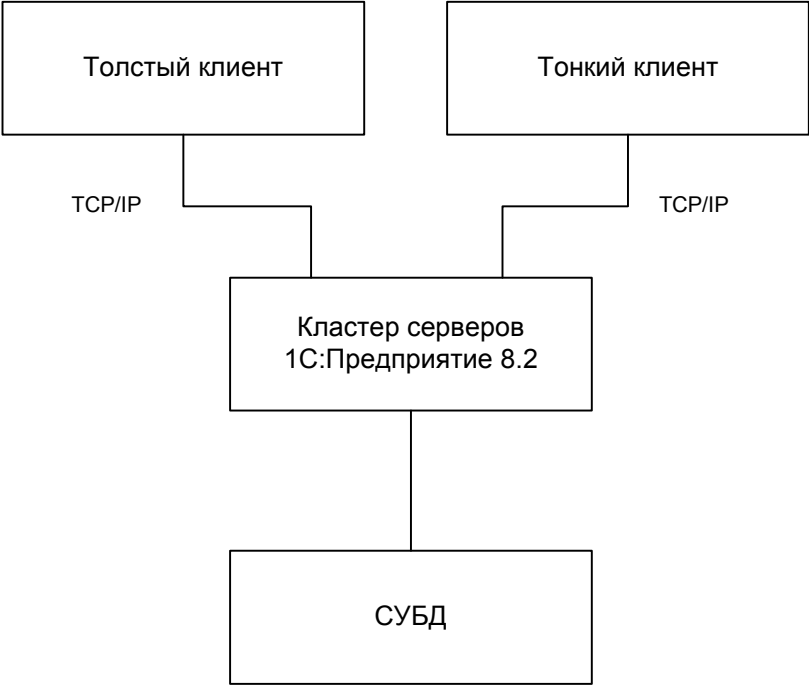 Толстый клиент
Тонкий клиент
TCP/IP
TCP/IP
Кластер серверов
1С:Предприятие 8.2
СУБД